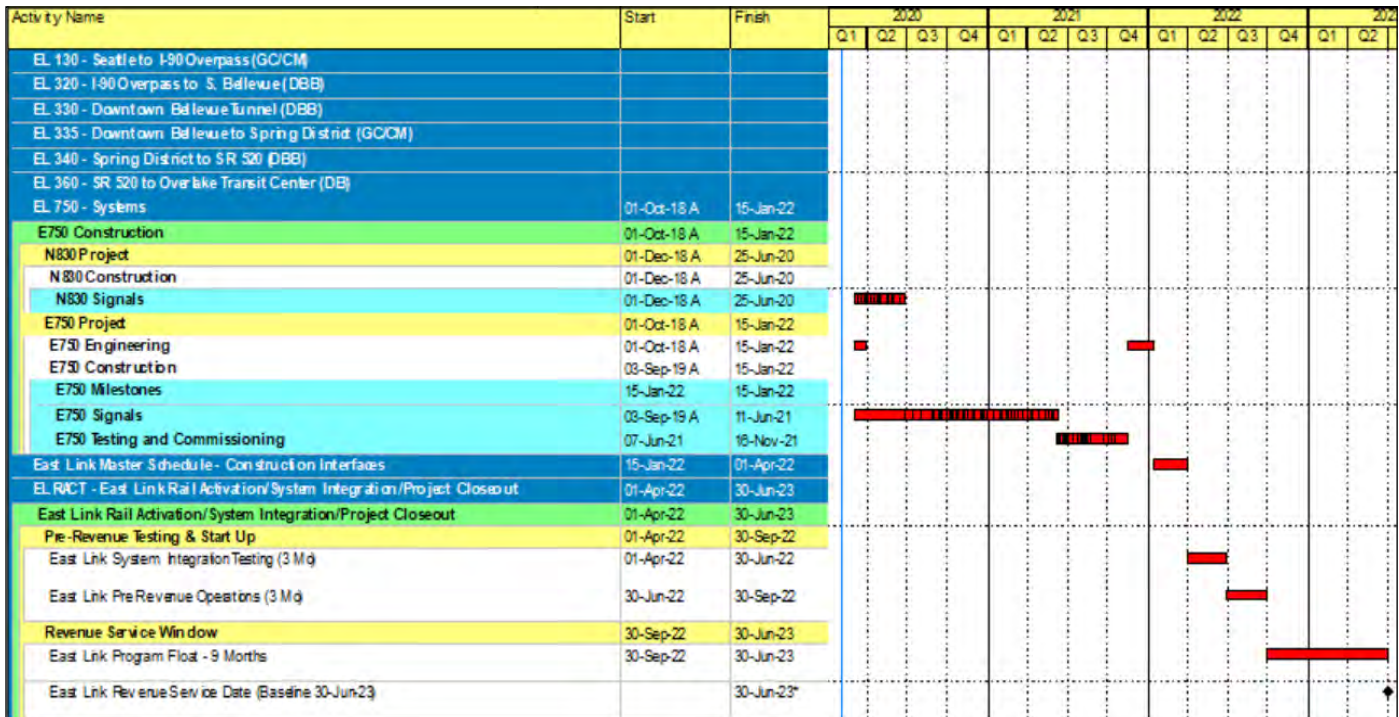 Activity Name Start Finish 2020 2021 2022 202
Q1 Q2 Q3 Q4 Q1 Q2 Q3 Q4 Q1 Q2 Q3 Q4 Q1 Q2
EL 130 - Seattle to I-90 Overpass (GC/CM)
EL 320 - I-90 Overpass to S. Bellevue (DBB)
EL 330 - Downtown Bellevue Tunnel (DBB)
EL 335 - Downtown Bellevue to Spring District (GC/CM)
EL 340 - Spring District to SR 520 (DBB)
EL 360 - SR 520 to Overlake Transit Center (DB)
EL 750 - Systems 01-Oct-18 A 15-Jan-22
E750 Construction 01-Oct-18 A 15-Jan-22
N830 Project 01-Dec-18 A 25-Jun-20
N830 Construction 01-Dec-18 A 25-Jun-20
N830 Signals 01-Dec-18 A 25-Jun-20
E750 Project 01-Oct-18 A 15-Jan-22
E750 Engineering 01-Oct-18 A 15-Jan-22
E750 Construction 03-Sep-19 A 15-Jan-22
E750 Milestones 15-Jan-22 15-Jan-22
E750 Signals 03-Sep-19 A 11-Jun-21
E750 Testing and Commissioning 07-Jun-21 16-Nov-21
East Link Master Schedule - Construction Interfaces 15-Jan-22 01-Apr-22
EL RACT - East Link Rail Activation/System Integration/Project Closeout 01-Apr-22 30-Jun-23
East Link Rail Activation/System Integration/Project Closeout 01-Apr-22 30-Jun-23
Pre-Revenue Testing & Start Up 01-Apr-22 30-Sep-22
East Link System Integration Testing (3 Mo) 01-Apr-22 30-Jun-22
East Link Pre Revenue Operations (3 Mo) 30-Jun-22 30-Sep-22
Revenue Service Window 30-Sep-22 30-Jun-23
East Link Program Float - 9 Months 30-Sep-22 30-Jun-23
East Link Revenue Service Date (Baseline 30-Jun-23) 30-Jun-23*